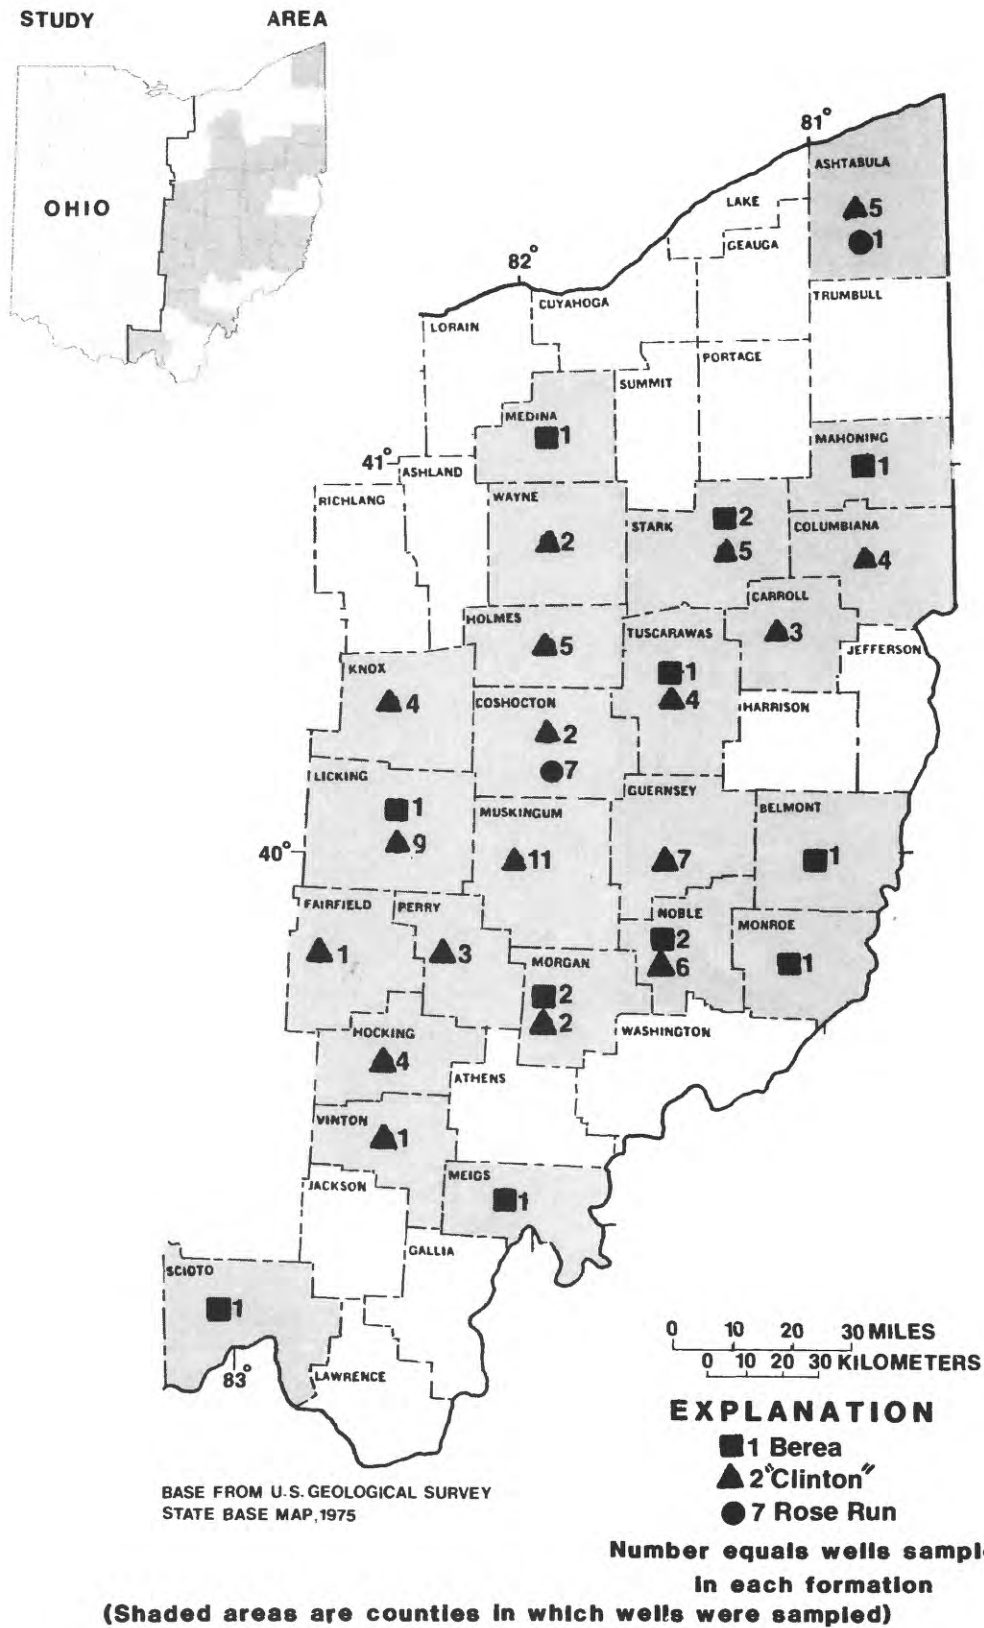 STUDY AREA
OHIO
81°
ASHTABULA
5
1
LAKE
GEAUGA
82°
CUYAHOGA
TRUMBULL
LORAIN
PORTAGE
SUMMIT
MEDINA
1
MAHONING
1
41°
ASHLAND
RICHLANG
WAYNE
2
STARK
2
5
COLUMBIANA
4
CARROLL
3
HOLMES
5
TUSCARAWAS
1
4
JEFFERSON
KNOX
4
COSHOCTON
2
7
HARRISON
LICKING
1
9
MUSKINGUM
11
GUERNSEY
7
BELMONT
1
40°
FAIRFIELD
1
PERRY
3
NOBLE
2
6
MONROE
1
MORGAN
2
2
WASHINGTON
HOCKING
4
ATHENS
VINTON
1
MEIGS
1
JACKSON
GALLIA
SCIOTO
1
83°
LAWRENCE
0 10 20 30 MILES
0 10 20 30 KILOMETERS
EXPLANATION
1 Berea
2 "Clinton"
7 Rose Run
BASE FROM U.S. GEOLOGICAL SURVEY
STATE BASE MAP, 1975
Number equals wells sampl
in each formation
(Shaded areas are counties in which wells were sampled)